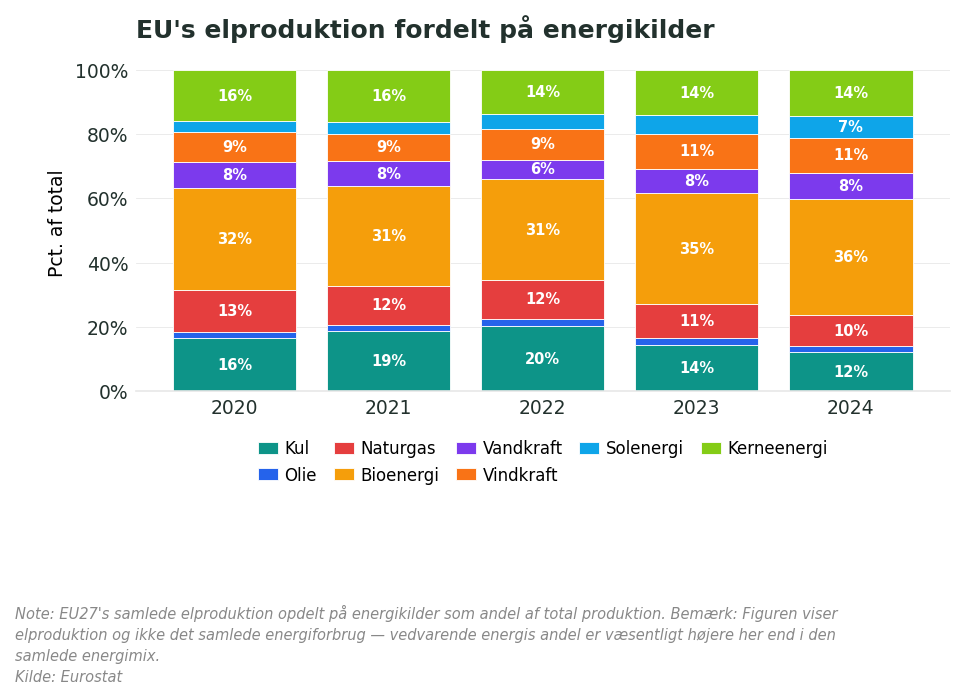 EU's elproduktion fordelt på energikilder
Pct. af total
100%
80%
60%
40%
20%
0%
16% 16% 14% 14% 14%
7%
9% 9% 9% 11% 11%
8% 8% 6% 8% 8%
32% 31% 31% 35% 36%
13% 12% 12% 11% 10%
16% 19% 20% 14% 12%
2020 2021 2022 2023 2024
Kul Naturgas Vandkraft Solenergi Kerneenergi
Olie Bioenergi Vindkraft
Note: EU27's samlede elproduktion opdelt på energikilder som andel af total produktion. Bemærk: Figuren viser
elproduktion og ikke det samlede energiforbrug — vedvarende energis andel er væsentligt højere her end i den
samlede energimix.
Kilde: Eurostat